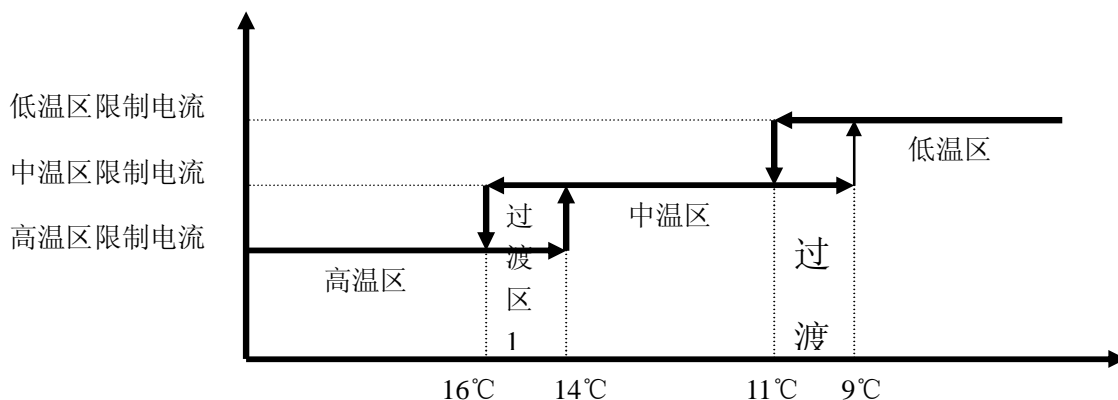 低温区限制电流
中温区限制电流
高温区限制电流
低温区
中温区
高温区
过
渡
区
1
过
渡
16℃
14℃
11℃
9℃